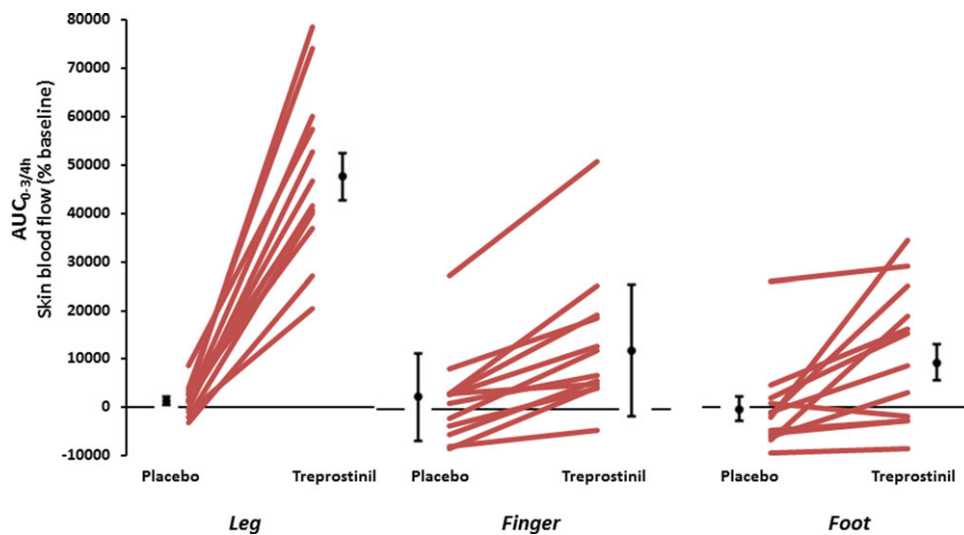 AUC0-3/4h
Skin blood flow (% baseline)
80000
70000
60000
50000
40000
30000
20000
10000
0
-10000
Placebo Treprostinil Placebo Treprostinil Placebo Treprostinil
Leg Finger Foot